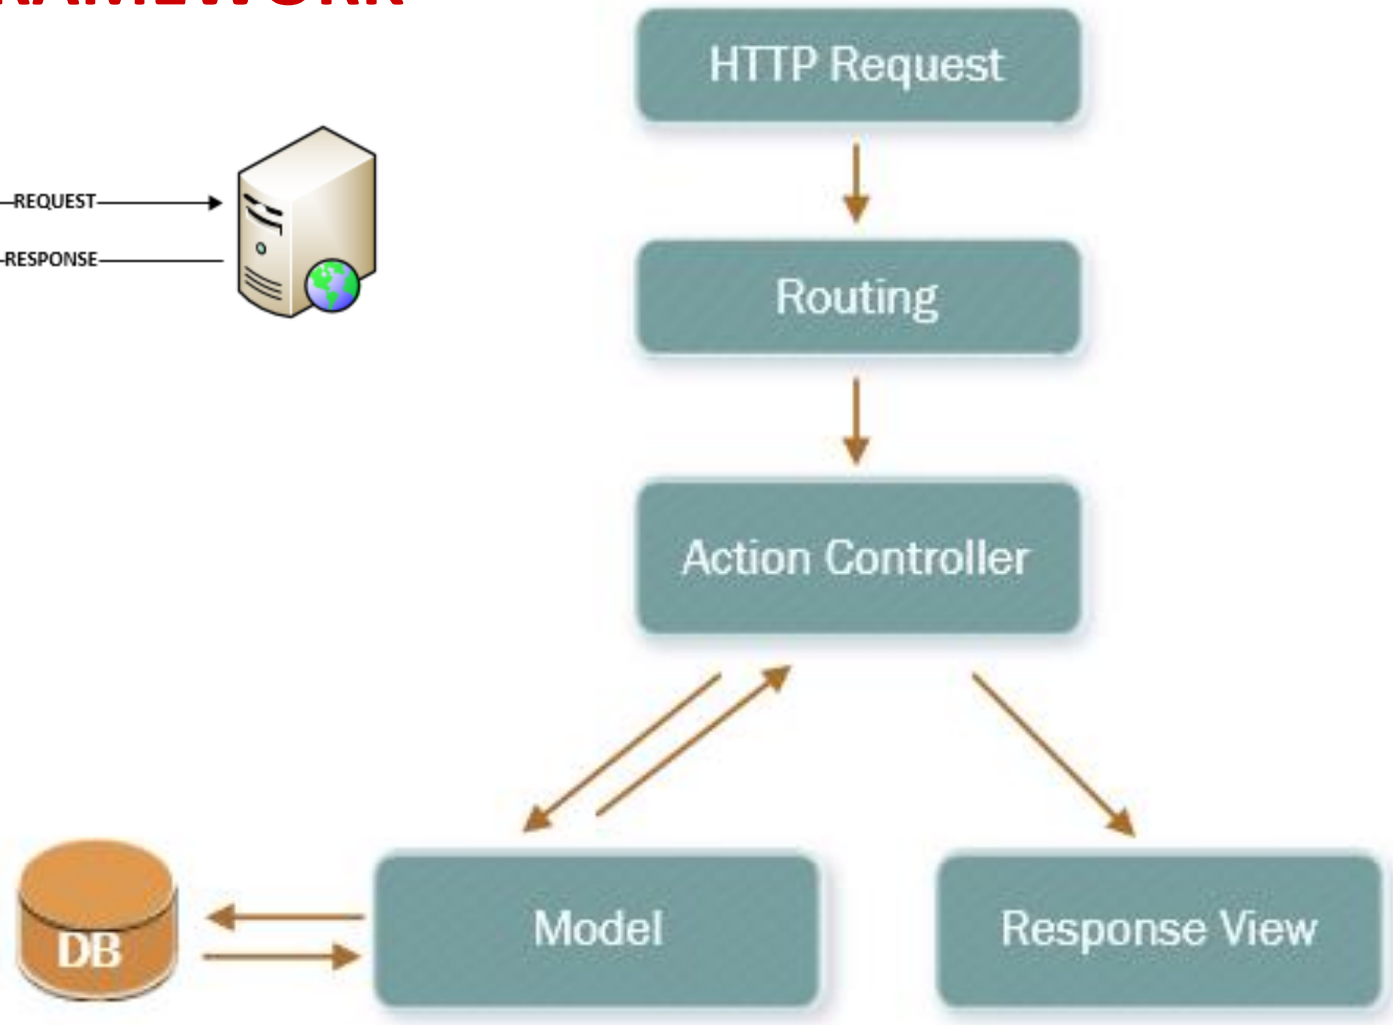 HTTP Request
REQUEST
RESPONSE
Routing
Action Controller
DB
Model
Response View